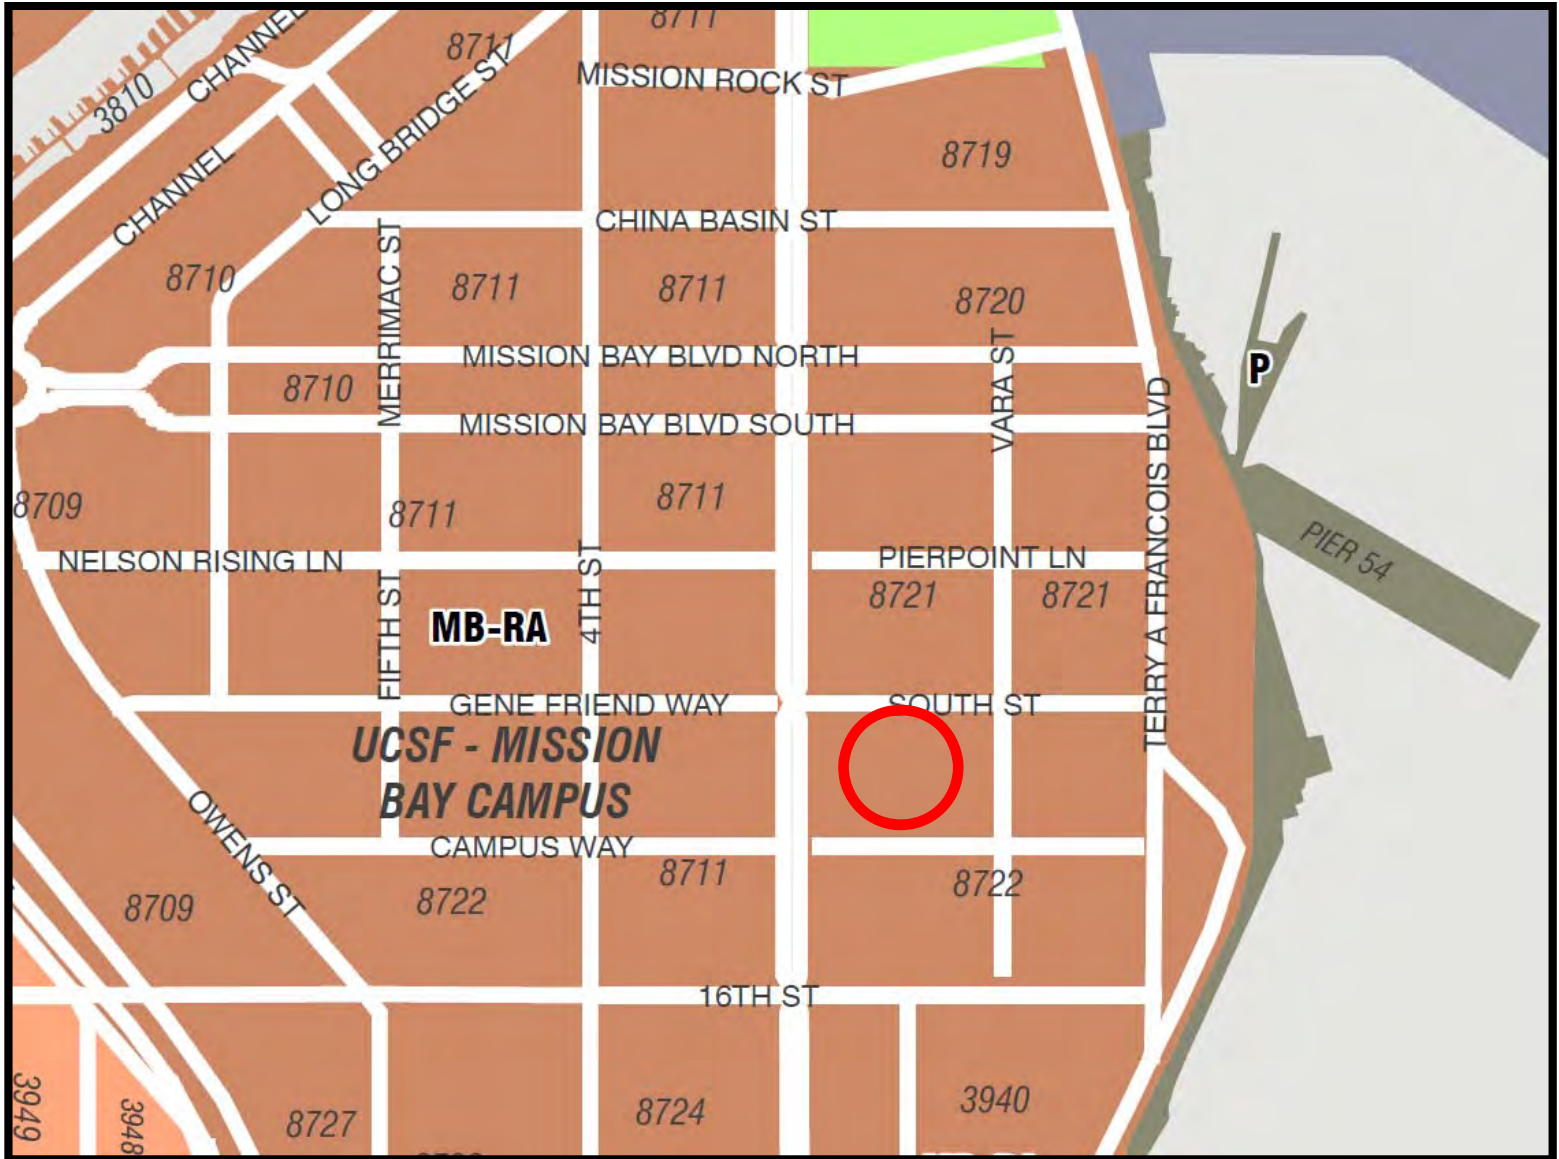 8711
CHANNEL
8711
MISSION ROCK ST
3810
LONG BRIDGE ST
8719
CHANNEL
CHINA BASIN ST
8710
MERRIMAC ST
8711
8711
8720
MISSION BAY BLVD NORTH
VARA ST
P
8710
MISSION BAY BLVD SOUTH
TERRY A FRANCOIS BLVD
8709
8711
8711
PIER 54
NELSON RISING LN
PIERPOINT LN
FIFTH ST
4TH ST
8721
8721
MB-RA
GENE FRIEND WAY
SOUTH ST
UCSF - MISSION
BAY CAMPUS
OWENS ST
CAMPUS WAY
8709
8722
8711
8722
16TH ST
3949
3948
8727
8724
3940